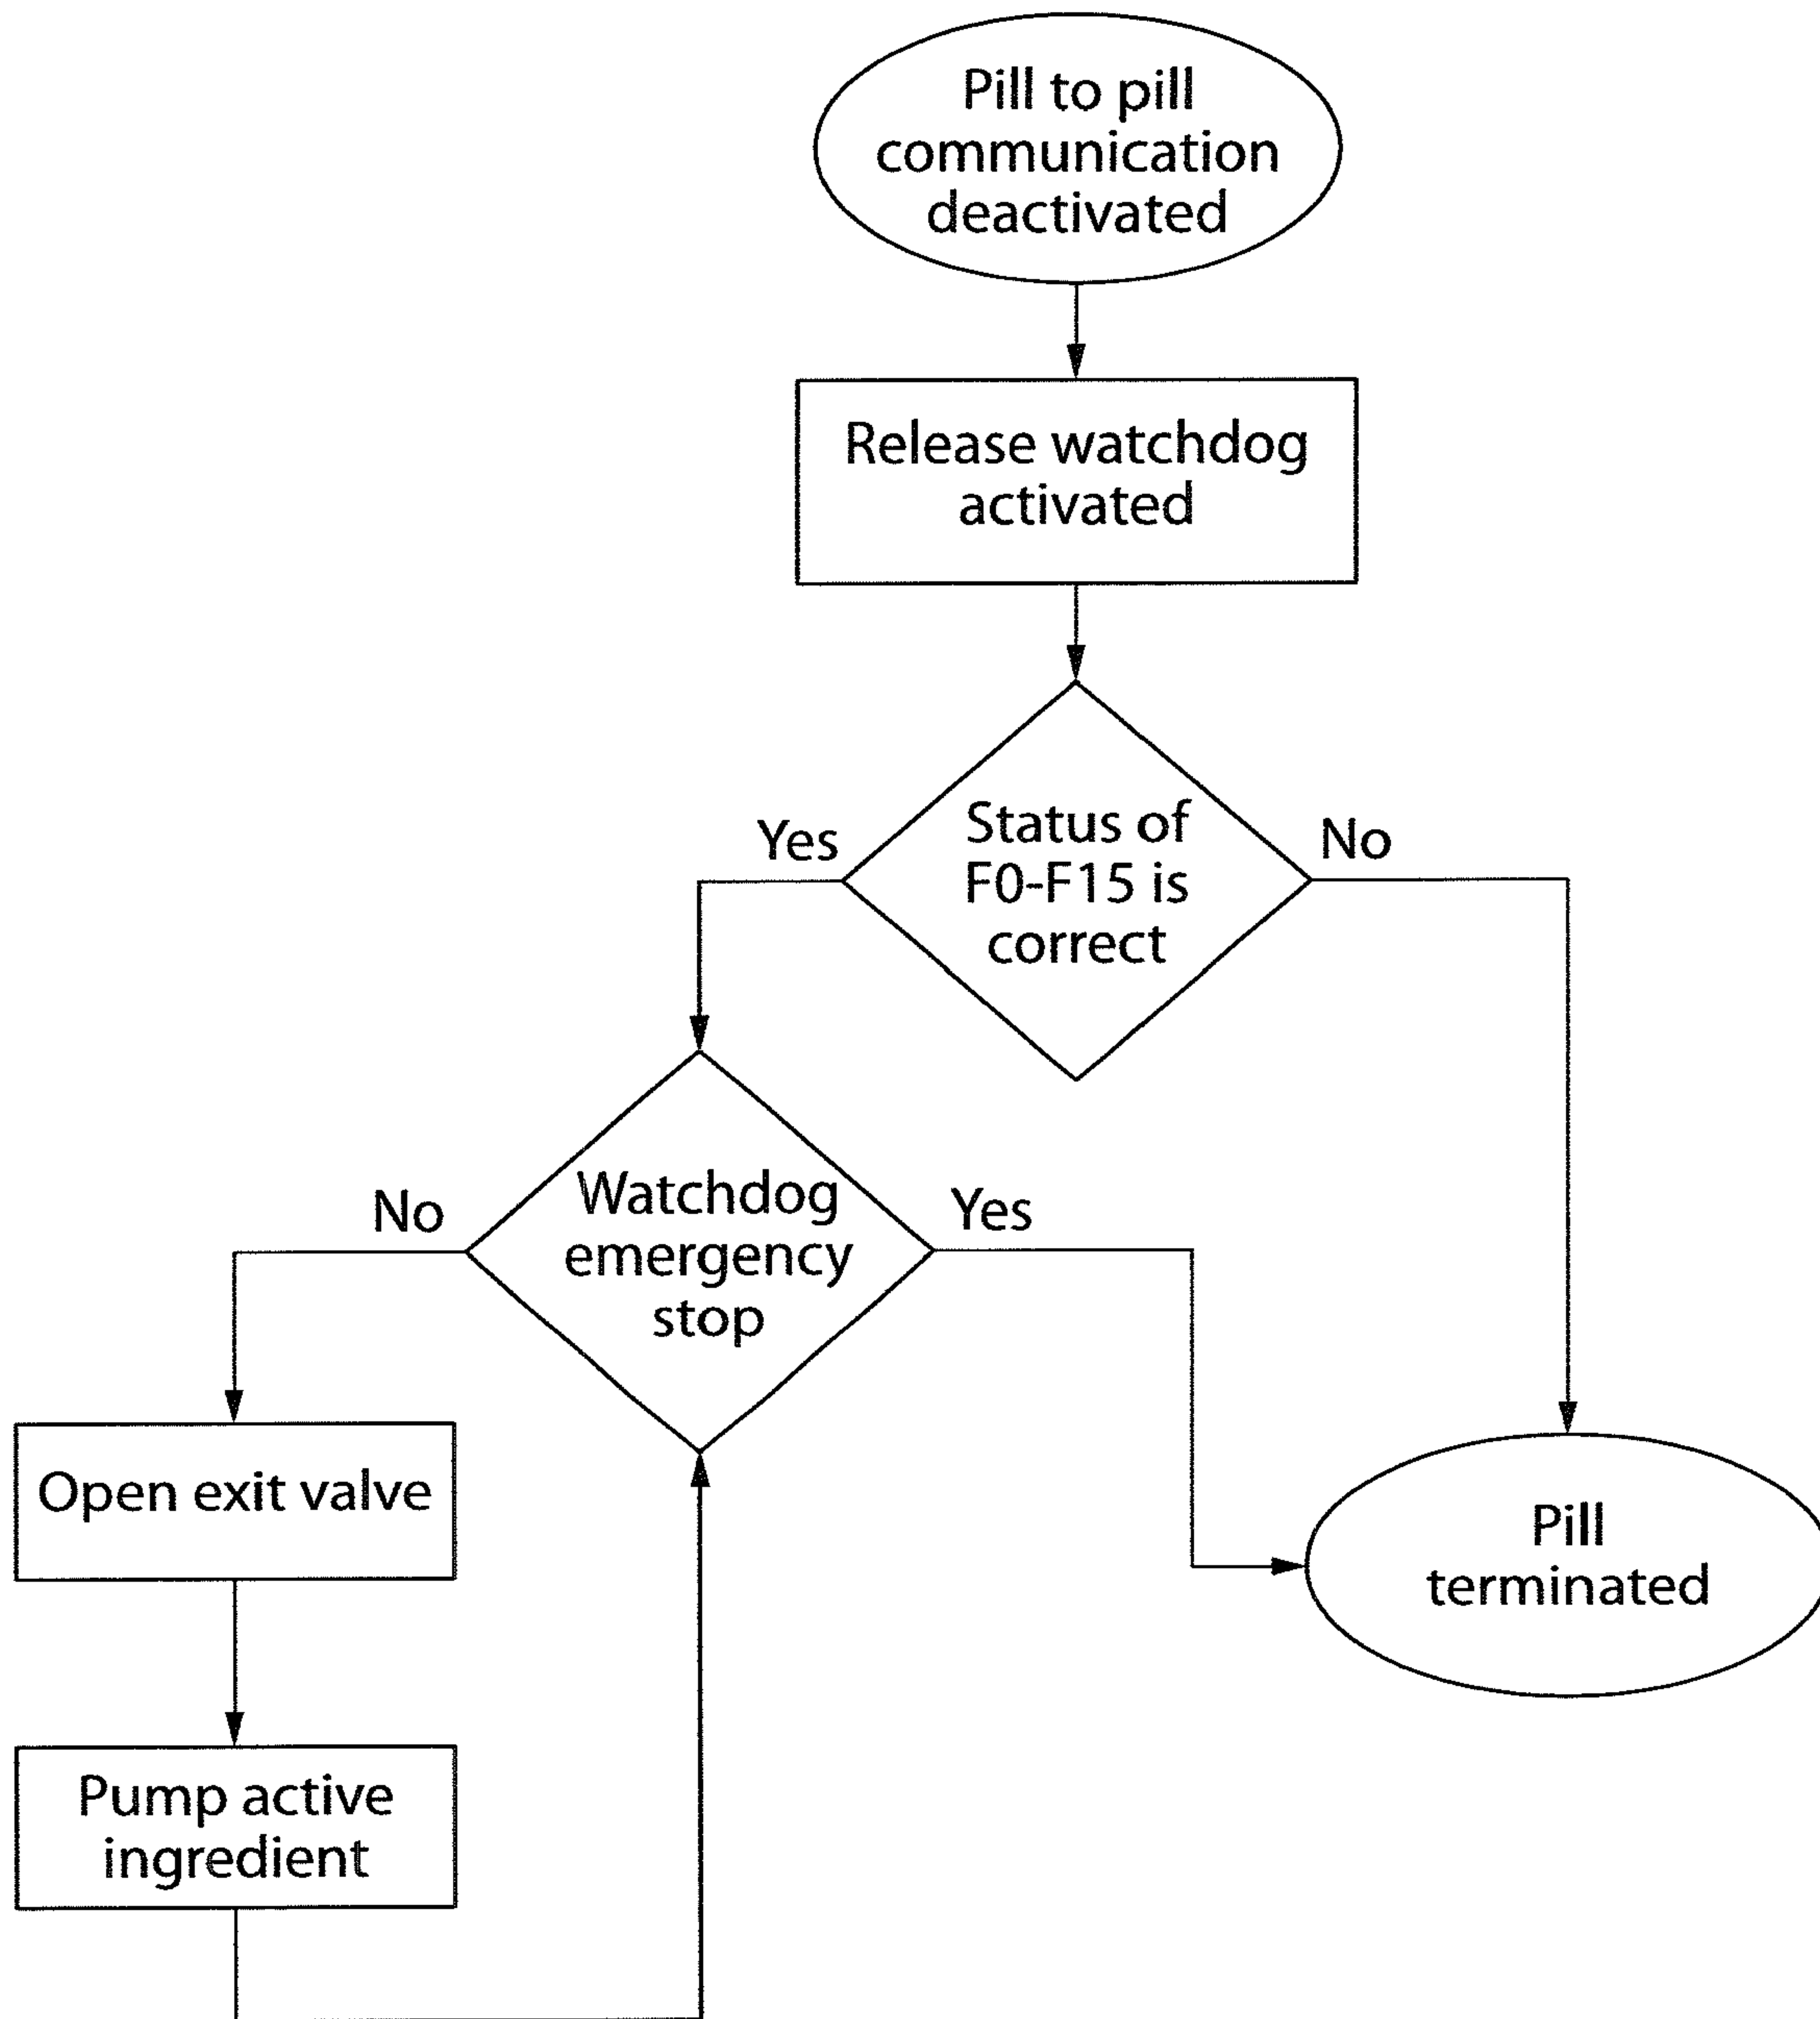 Pill to pill
communication
deactivated
Release watchdog
activated
Status of
F0-F15 is
correct
Yes
No
Watchdog
emergency
stop
No
Yes
Open exit valve
Pill
terminated
Pump active
ingredient